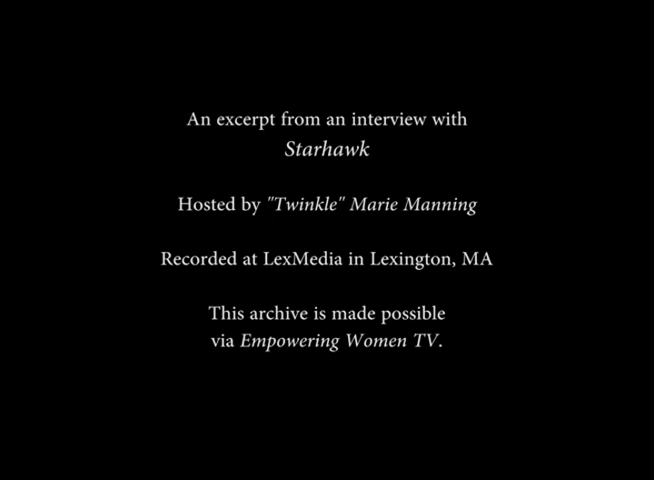 An excerpt from an interview with
Starhawk
Hosted by "Twinkle" Marie Manning
Recorded at LexMedia in Lexington, MA
This archive is made possible
via Empowering Women TV.